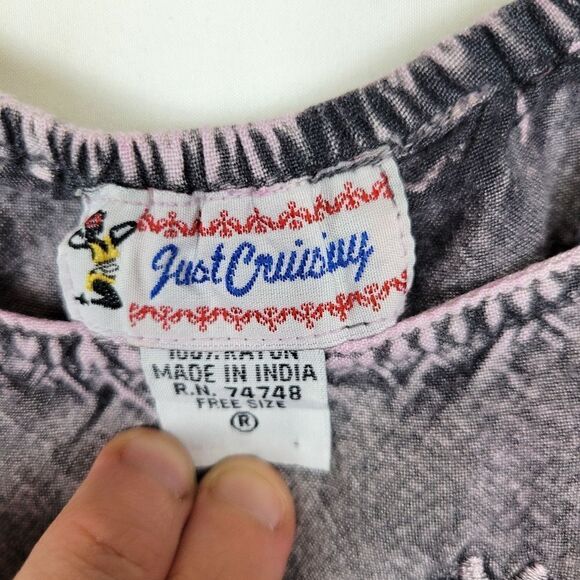 Just Cruising
100% RAYON
MADE IN INDIA
R.N. 74748
FREE SIZE
®